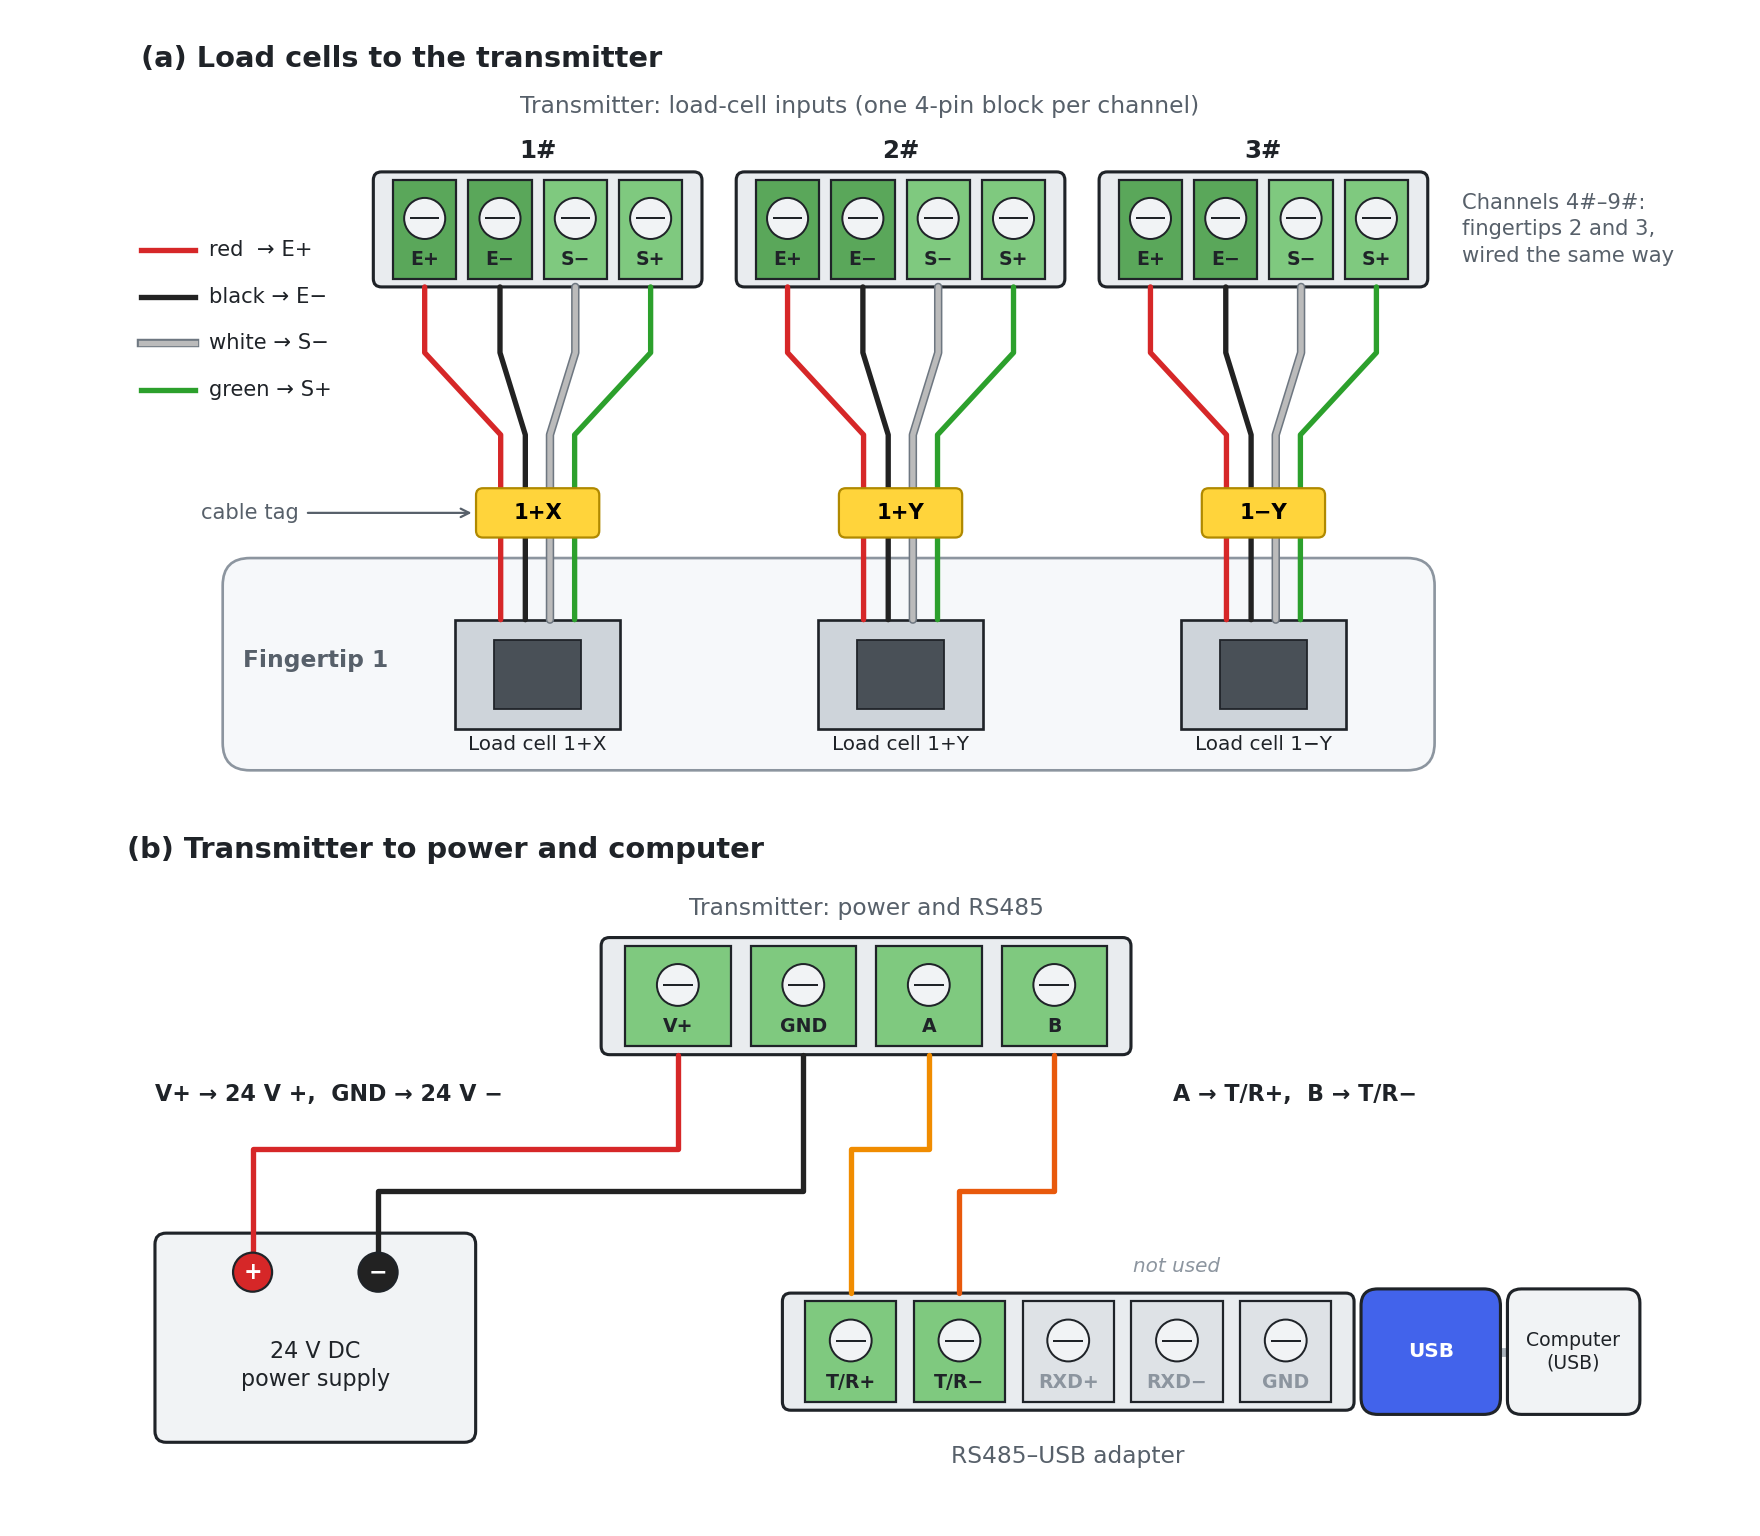 (a) Load cells to the transmitter
Transmitter: load-cell inputs (one 4-pin block per channel)
1# 2# 3#
E+ E− S− S+ E+ E− S− S+ E+ E− S− S+
Channels 4#–9#:
fingertips 2 and 3,
wired the same way
red → E+
black → E−
white → S−
green → S+
cable tag
1+X 1+Y 1−Y
Fingertip 1
Load cell 1+X Load cell 1+Y Load cell 1−Y
(b) Transmitter to power and computer
Transmitter: power and RS485
V+ GND A B
V+ → 24 V +, GND → 24 V −
A → T/R+, B → T/R−
+ −
24 V DC
power supply
not used
T/R+ T/R− RXD+ RXD− GND
USB
Computer
(USB)
RS485–USB adapter